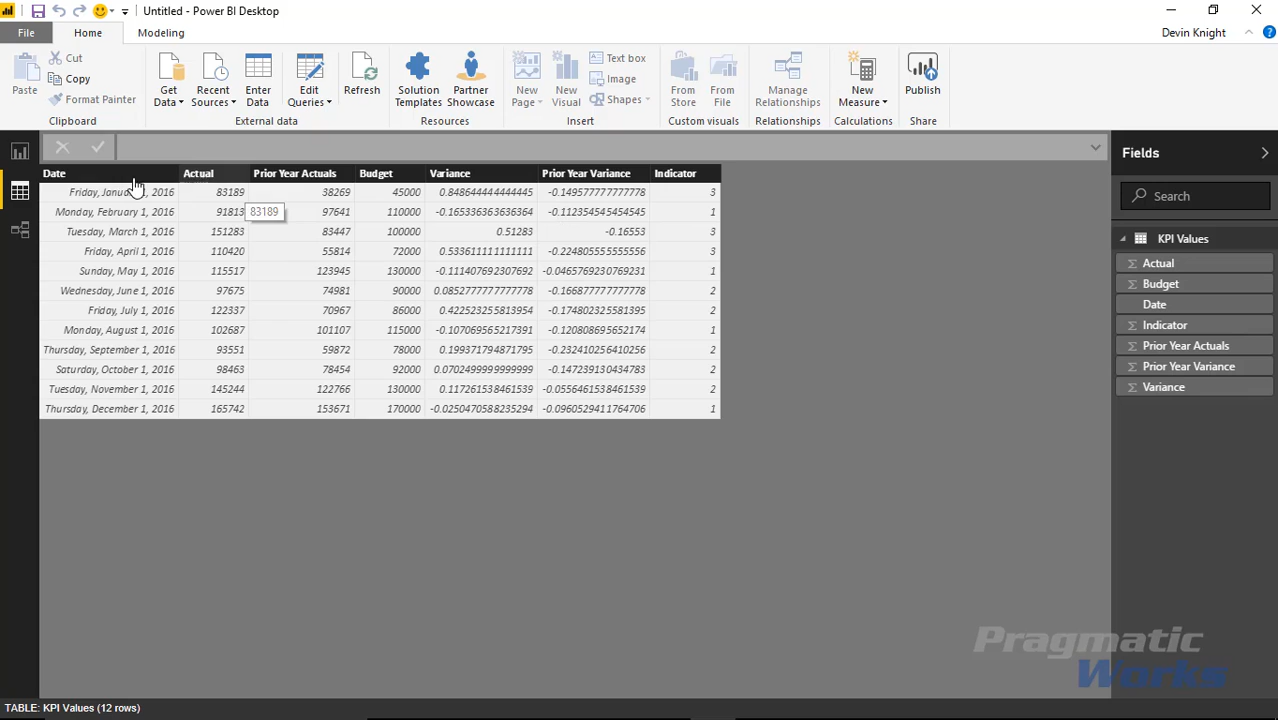 Untitled - Power BI Desktop
File Home Modeling Devin Knight
Paste Cut Copy Format Painter
Get Data Recent Sources Enter Data Edit Queries Refresh
Solution Templates Partner Showcase
New Page New Visual Text box Image Shapes
From Store From File Manage Relationships New Measure Publish
Clipboard External data Resources Insert Custom visuals Relationships Calculations Share
Date Actual Prior Year Actuals Budget Variance Prior Year Variance Indicator
Friday, January 1, 2016 83189 38269 45000 0.848644444444445 -0.149577777777778 3
Monday, February 1, 2016 91813 97641 110000 -0.165336363636364 -0.112354545454545 1
83189
Tuesday, March 1, 2016 151283 83447 100000 0.51283 -0.16553 3
Friday, April 1, 2016 110420 55814 72000 0.533611111111111 -0.224805555555556 3
Sunday, May 1, 2016 115517 123945 130000 -0.111407692307692 -0.0465769230769231 1
Wednesday, June 1, 2016 97675 74981 90000 0.0852777777777778 -0.166877777777778 2
Friday, July 1, 2016 122337 70967 86000 0.422523255813954 -0.174802325581395 2
Monday, August 1, 2016 102687 101107 115000 -0.107069565217391 -0.120808695652174 1
Thursday, September 1, 2016 93551 59872 78000 0.199371794871795 -0.232410256410256 2
Saturday, October 1, 2016 98463 78454 92000 0.0702499999999999 -0.147239130434783 2
Tuesday, November 1, 2016 145244 122766 130000 0.117261538461539 -0.0556461538461539 2
Thursday, December 1, 2016 165742 153671 170000 -0.0250470588235294 -0.0960529411764706 1
Fields
Search
KPI Values
Actual
Budget
Date
Indicator
Prior Year Actuals
Prior Year Variance
Variance
Pragmatic
Works
TABLE: KPI Values (12 rows)